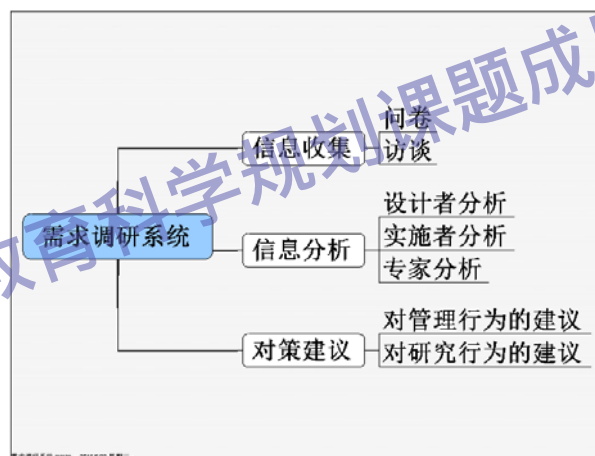 问卷
信息收集
访谈
设计者分析
需求调研系统
实施者分析
信息分析
专家分析
对管理行为的建议
对策建议
对研究行为的建议
教育科学规划课题成